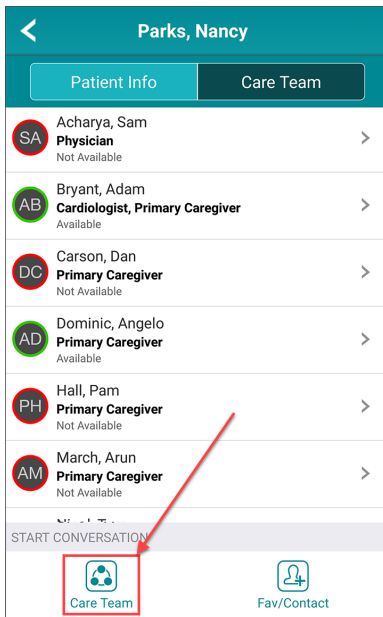 Parks, Nancy
Patient Info
Care Team
SA
Acharya, Sam
Physician
Not Available
AB
Bryant, Adam
Cardiologist, Primary Caregiver
Available
DC
Carson, Dan
Primary Caregiver
Not Available
AD
Dominic, Angelo
Primary Caregiver
Available
PH
Hall, Pam
Primary Caregiver
Not Available
AM
March, Arun
Primary Caregiver
Not Available
START CONVERSATION
Care Team
Fav/Contact